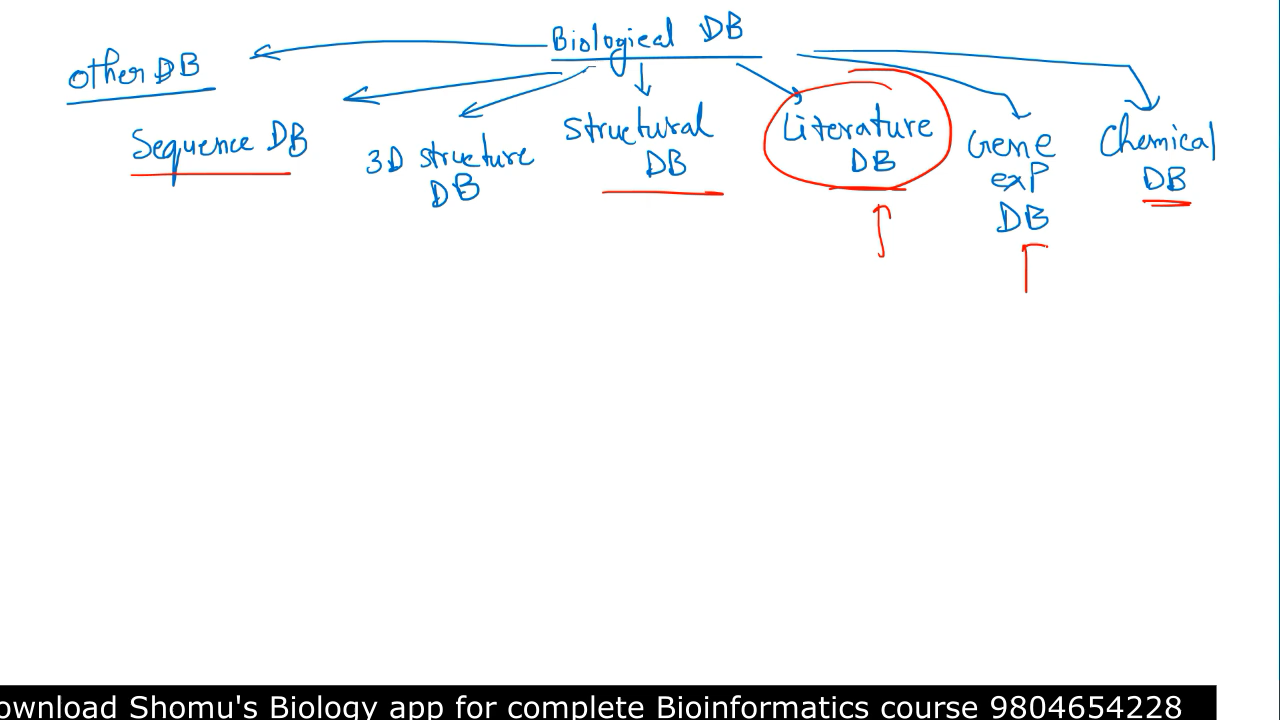 Biological DB
other DB
Sequence DB
3D structure
DB
Structural
DB
Literature
DB
Gene
exP
DB
Chemical
DB
ownload Shomu's Biology app for complete Bioinformatics course 9804654228